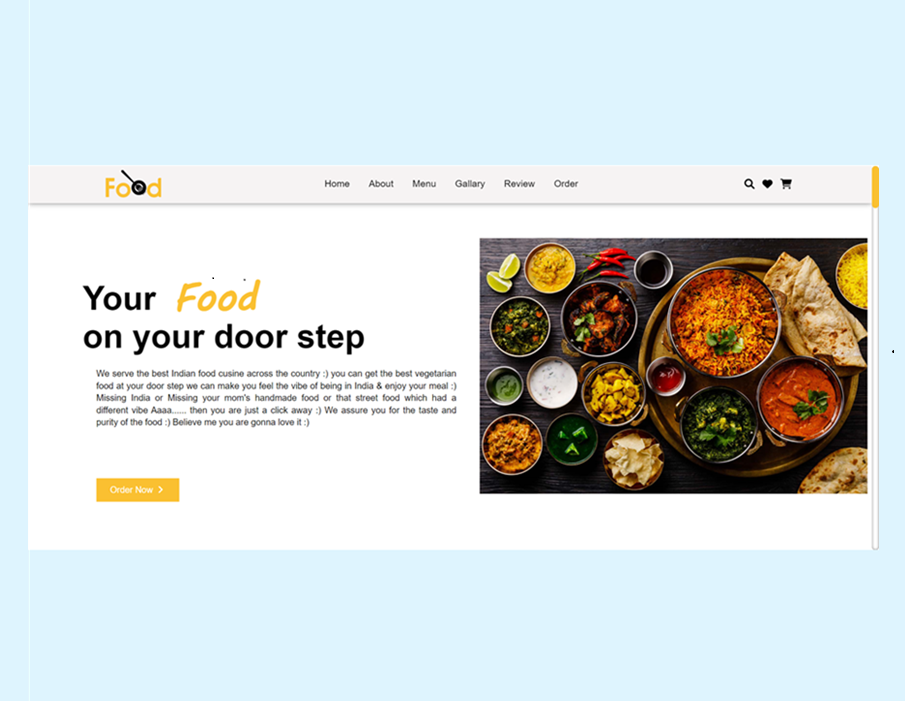 Food
Home About Menu Gallary Review Order
Your Food
on your door step
We serve the best Indian food cusine across the country :) you can get the best vegetarian
food at your door step we can make you feel the vibe of being in India & enjoy your meal :)
Missing India or Missing your mom's handmade food or that street food which had a
different vibe Aaaa...... then you are just a click away :) We assure you for the taste and
purity of the food :) Believe me you are gonna love it :)
Order Now